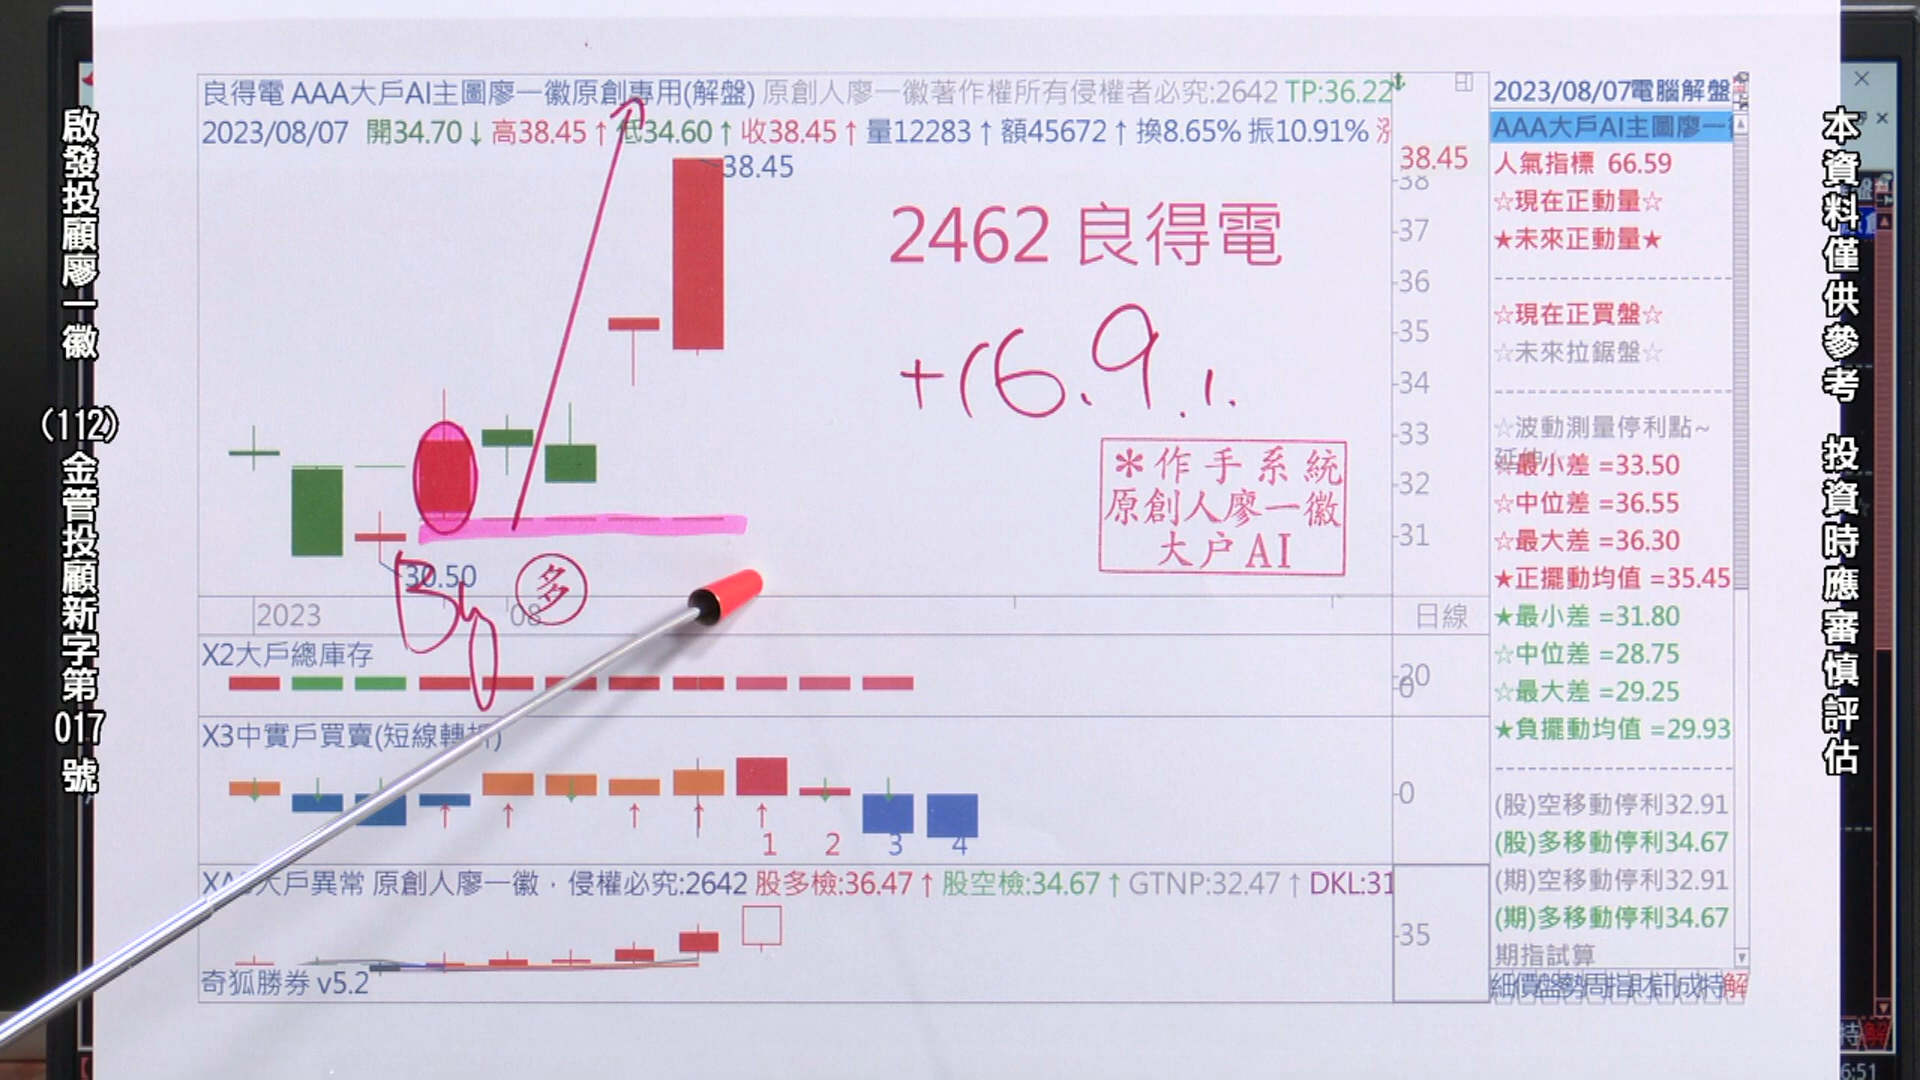 啟發投顧廖一徽
(112)金管投顧新字第017號
良得電 AAA大戶AI主圖廖一徽原創專用(解盤) 原創人廖一徽著作權所有侵權者必究:2642 TP:36.22
2023/08/07 開34.70↓ 高38.45↑ 低34.60↑ 收38.45↑ 量12283↑ 額45672↑ 換8.65% 振10.91%
38.45
2462 良得電
+16.9%
＊作手系統
原創人廖一徽
大户AI
30.50
By
多
38.45
38
37
36
35
34
33
32
31
2023
08
日線
X2大戶總庫存
20
0
X3中實戶買賣(短線轉折)
0
1 2 3 4
大戶異常 原創人廖一徽，侵權必究:2642 股多檢:36.47↑ 股空檢:34.67↑ GTNP:32.47↑ DKL:31
35
奇狐勝券 v5.2
2023/08/07電腦解盤
AAA大戶AI主圖廖一
人氣指標 66.59
☆現在正動量☆
★未來正動量★
☆現在正買盤☆
☆未來拉鋸盤☆
☆波動測量停利點~
☆最小差 =33.50
☆中位差 =36.55
☆最大差 =36.30
★正擺動均值 =35.45
★最小差 =31.80
☆中位差 =28.75
☆最大差 =29.25
★負擺動均值 =29.93
(股)空移動停利32.91
(股)多移動停利34.67
(期)空移動停利32.91
(期)多移動停利34.67
期指試算
本資料僅供參考 投資時應審慎評估